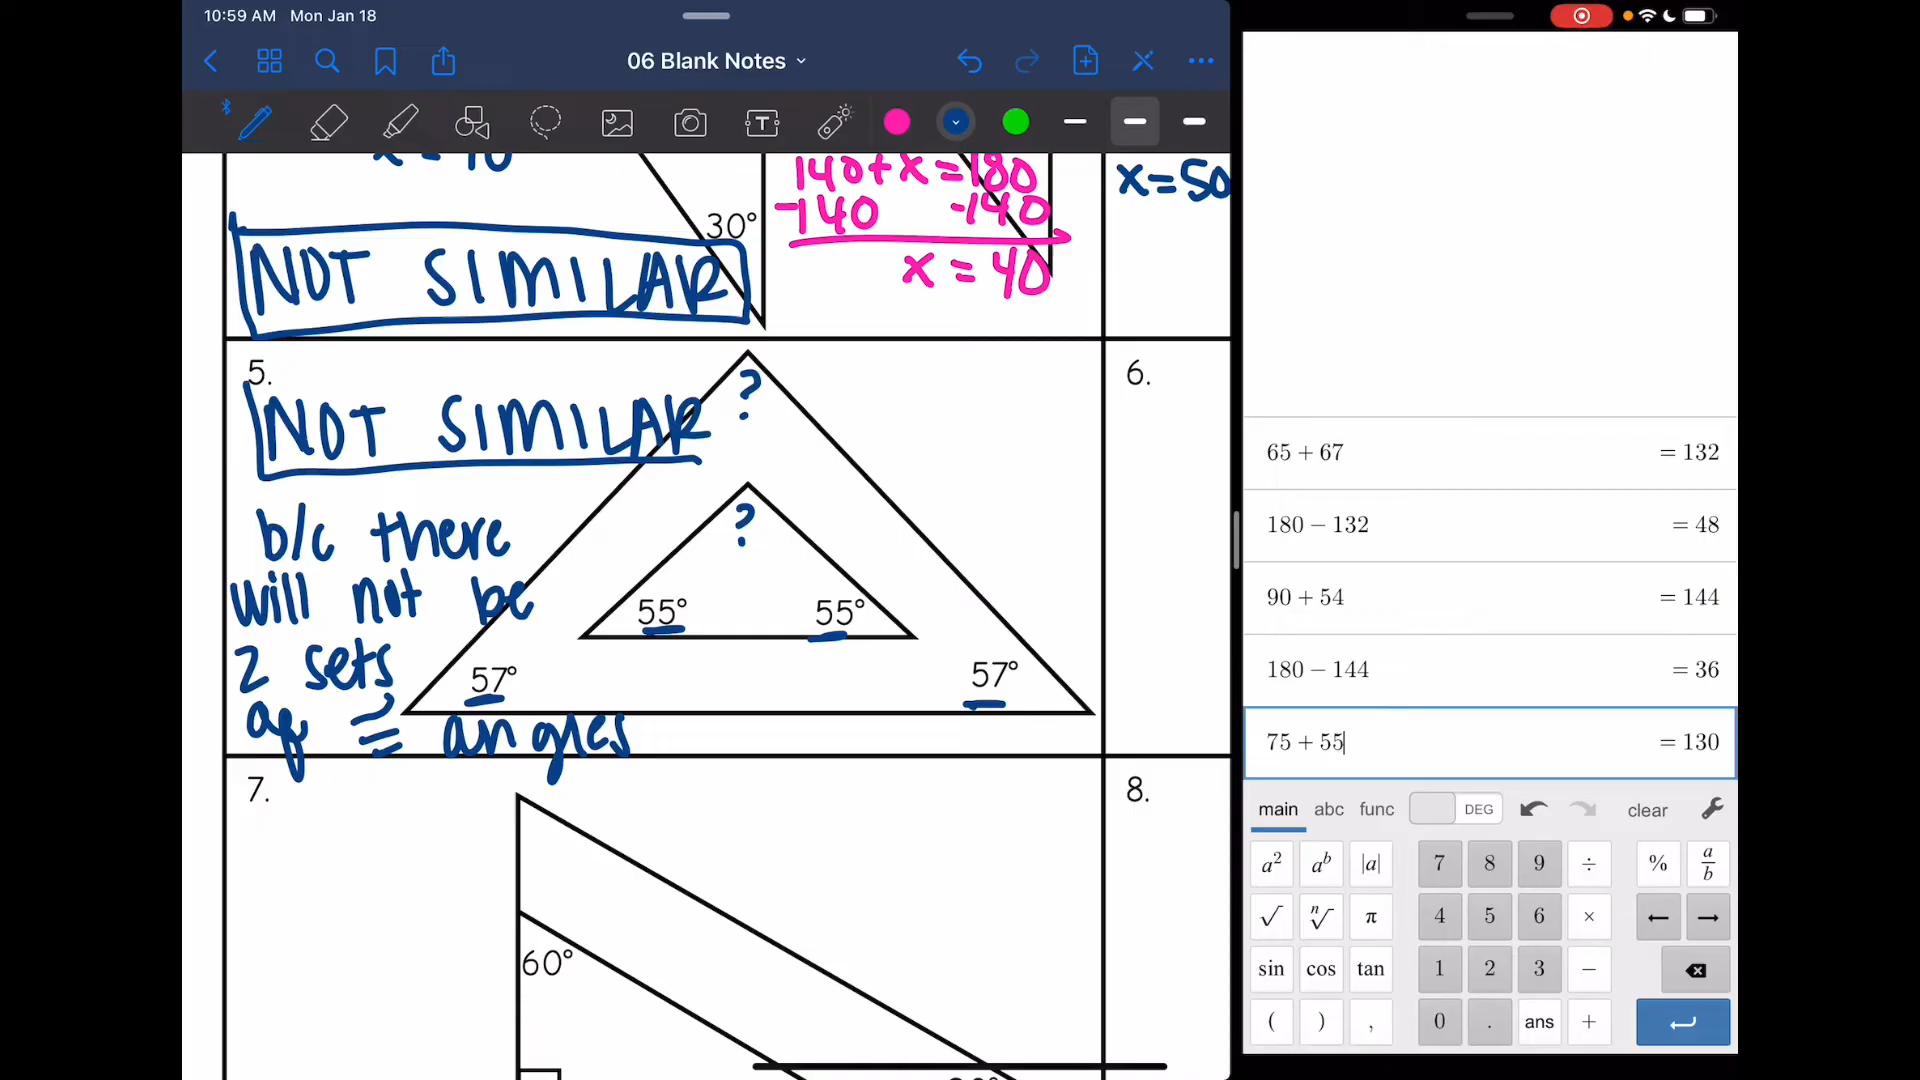 10:59 AM Mon Jan 18
06 Blank Notes
T
140+x=180
x=50
-140 -140
30°
NOT SIMILAR
x = 40
5.
6.
?
NOT SIMILAR
?
b/c there
will not be
55° 55°
2 sets
57° 57°
of ≅ angles
7.
8.
60°
65 + 67 = 132
180 − 132 = 48
90 + 54 = 144
180 − 144 = 36
75 + 55 = 130
main abc func DEG clear
a² aᵇ |a| 7 8 9 ÷ % a/b
√ ⁿ√ π 4 5 6 × ← →
sin cos tan 1 2 3 −
( ) , 0 . ans +